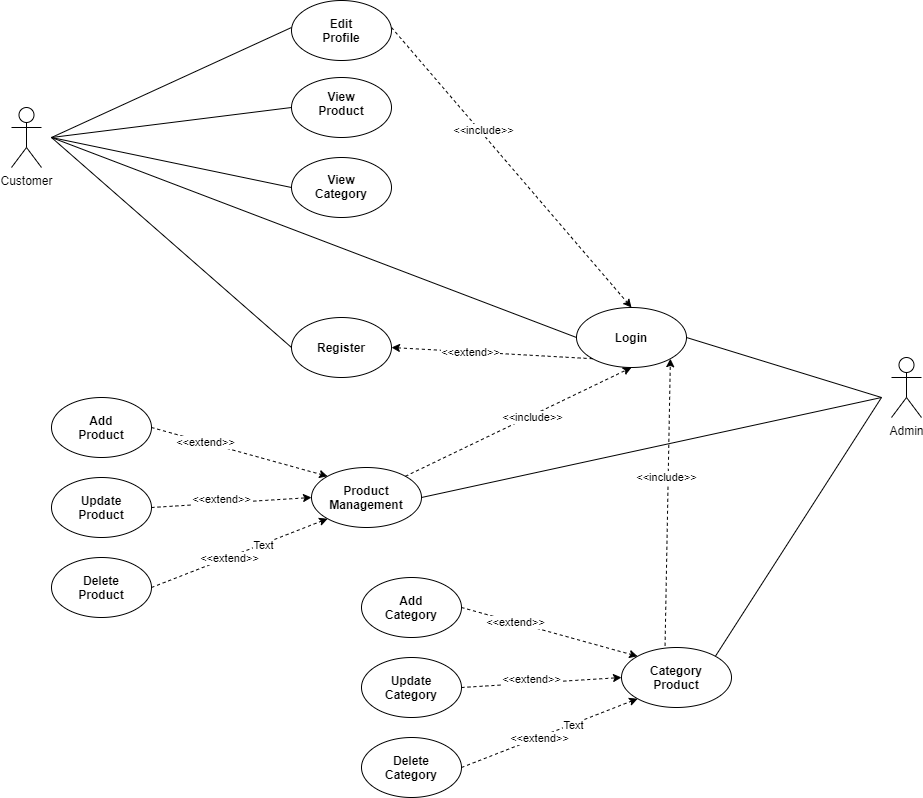 Edit
Profile
View
Product
<<include>>
View
Category
Customer
Login
Register
<<extend>>
Add
Product
<<include>>
Admin
<<extend>>
Product
Management
<<include>>
Update
Product
<<extend>>
Text
<<extend>>
Delete
Product
Add
Category
<<extend>>
Category
Product
Update
Category
<<extend>>
Text
<<extend>>
Delete
Category